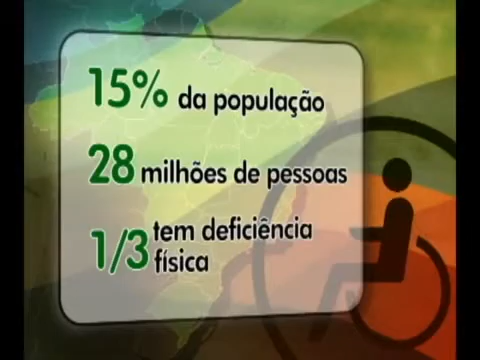 15% da população
28 milhões de pessoas
1/3 tem deficiência
física